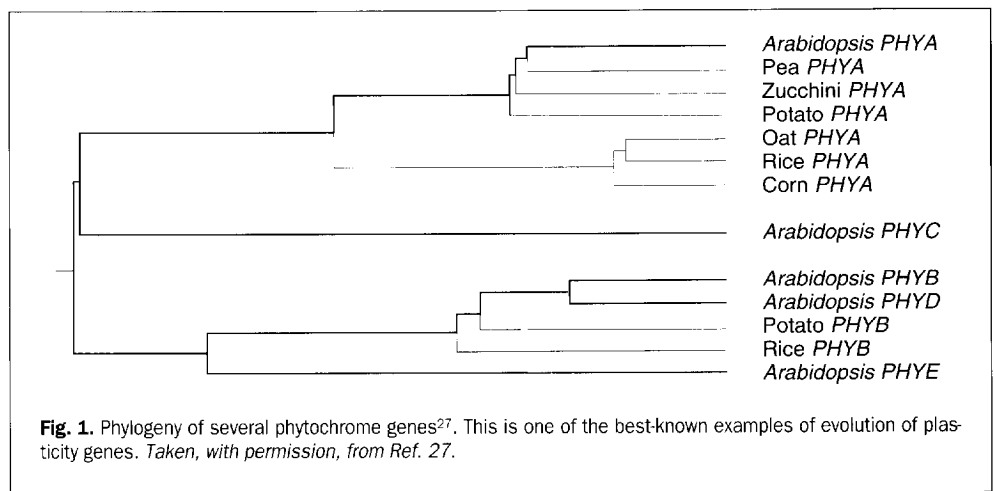 Arabidopsis PHYA
Pea PHYA
Zucchini PHYA
Potato PHYA
Oat PHYA
Rice PHYA
Corn PHYA
Arabidopsis PHYC
Arabidopsis PHYB
Arabidopsis PHYD
Potato PHYB
Rice PHYB
Arabidopsis PHYE
Fig. 1. Phylogeny of several phytochrome genes²⁷. This is one of the best-known examples of evolution of plas-
ticity genes. Taken, with permission, from Ref. 27.